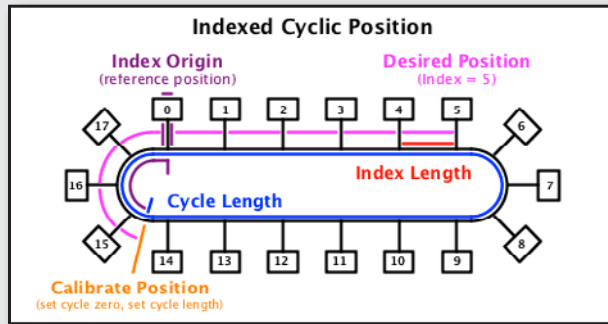 Indexed Cyclic Position
Index Origin
(reference position)
Desired Position
(Index = 5)
0 1 2 3 4 5
17 6
16 7
15 8
Index Length
Cycle Length
14 13 12 11 10 9
Calibrate Position
(set cycle zero, set cycle length)